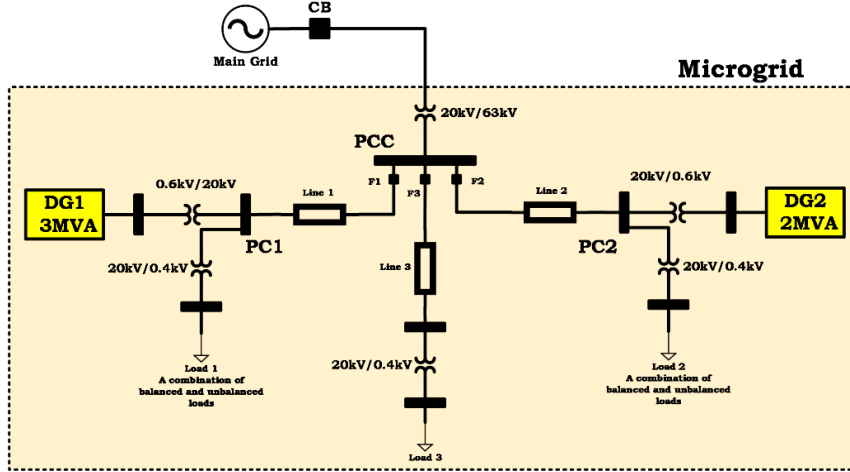 CB
Main Grid
Microgrid
20kV/63kV
PCC
F1
F3
F2
0.6kV/20kV
Line 1
Line 2
20kV/0.6kV
DG1
3MVA
DG2
2MVA
PC1
PC2
20kV/0.4kV
Line 3
20kV/0.4kV
20kV/0.4kV
Load 1
A combination of
balanced and unbalanced
loads
Load 2
A combination of
balanced and unbalanced
loads
Load 3